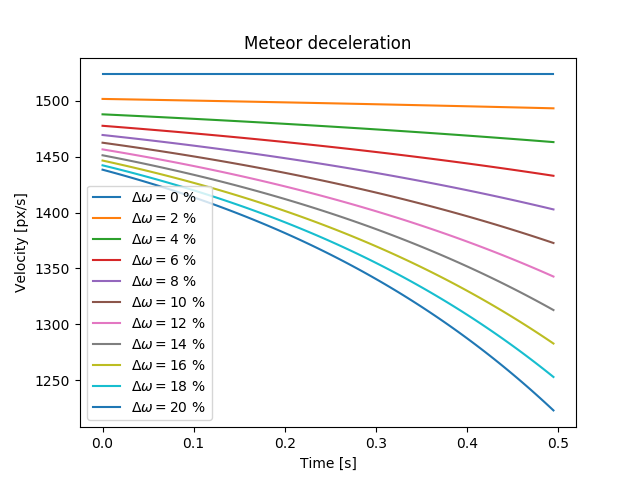 Meteor deceleration
Velocity [px/s]
1500
1450
1400
1350
1300
1250
Δω = 0 %
Δω = 2 %
Δω = 4 %
Δω = 6 %
Δω = 8 %
Δω = 10 %
Δω = 12 %
Δω = 14 %
Δω = 16 %
Δω = 18 %
Δω = 20 %
0.0 0.1 0.2 0.3 0.4 0.5
Time [s]